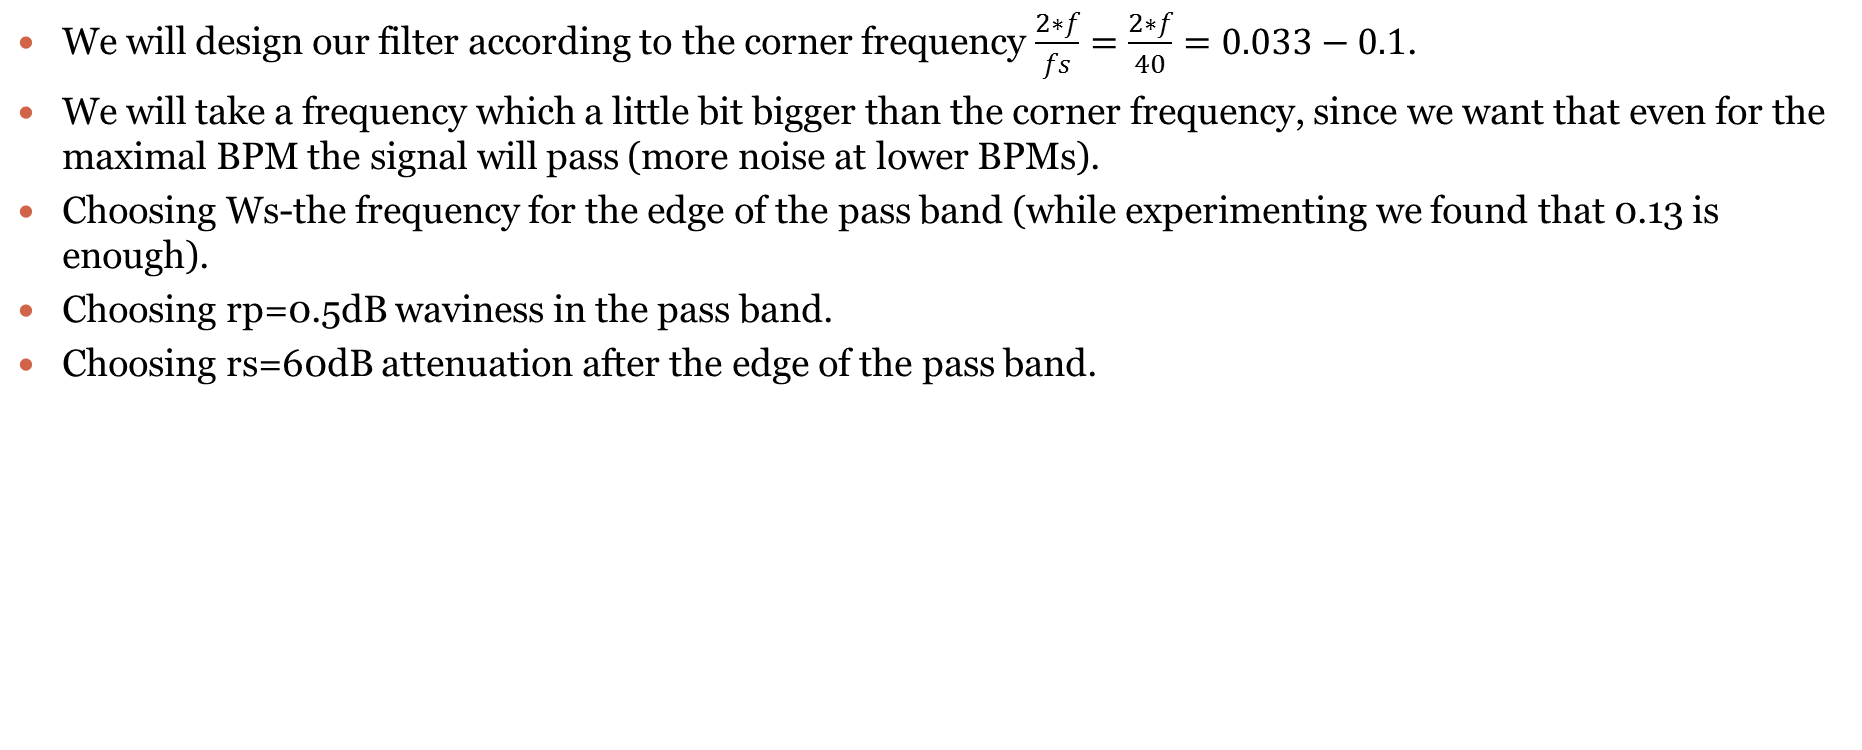 • We will design our filter according to the corner frequency 2∗f/fs = 2∗f/40 = 0.033 − 0.1.
• We will take a frequency which a little bit bigger than the corner frequency, since we want that even for the
maximal BPM the signal will pass (more noise at lower BPMs).
• Choosing Ws-the frequency for the edge of the pass band (while experimenting we found that 0.13 is
enough).
• Choosing rp=0.5dB waviness in the pass band.
• Choosing rs=60dB attenuation after the edge of the pass band.